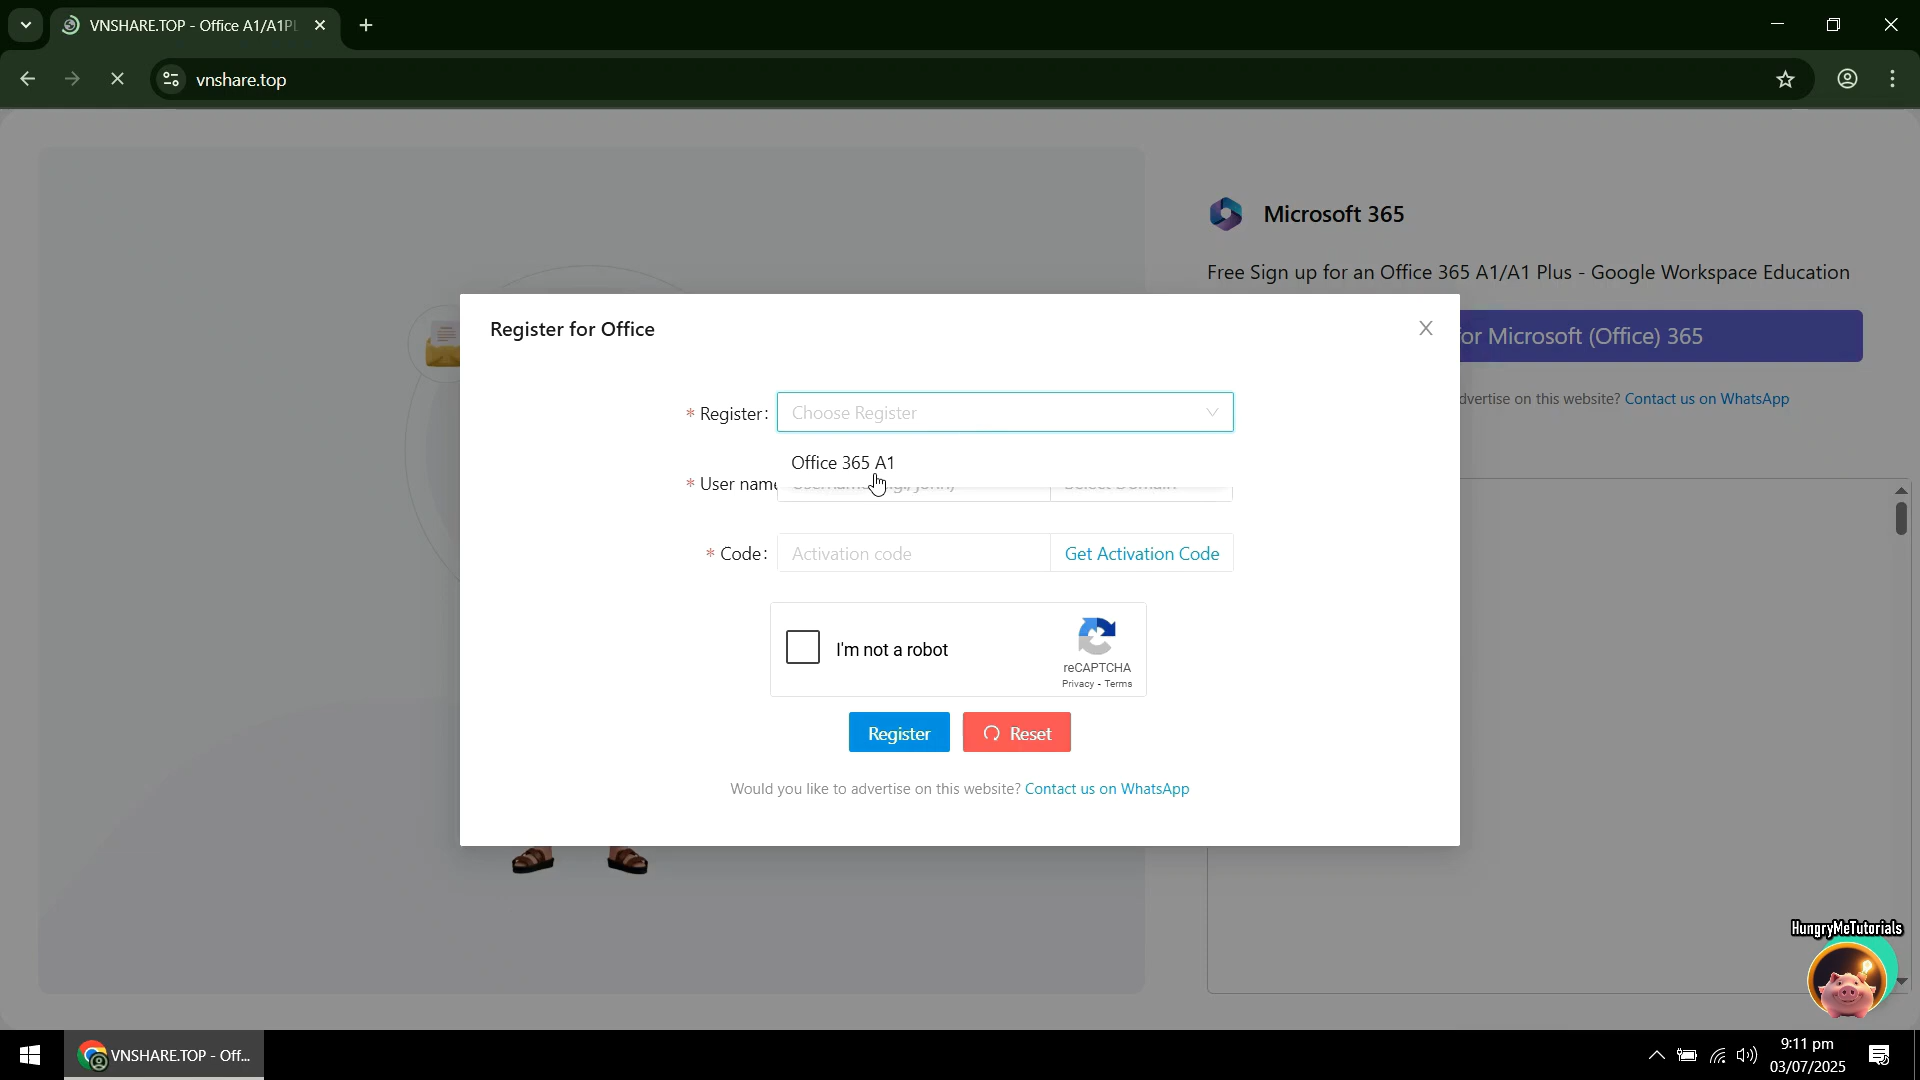 VNSHARE.TOP - Office A1/A1Pl
vnshare.top
Microsoft 365
Free Sign up for an Office 365 A1/A1 Plus - Google Workspace Education
or Microsoft (Office) 365
dvertise on this website? Contact us on WhatsApp
Register for Office
* Register: Choose Register
Office 365 A1
* User name
* Code: Activation code Get Activation Code
I'm not a robot
reCAPTCHA
Privacy - Terms
Register Reset
Would you like to advertise on this website? Contact us on WhatsApp
HungryMeTutorials
VNSHARE.TOP - Off...
9:11 pm
03/07/2025